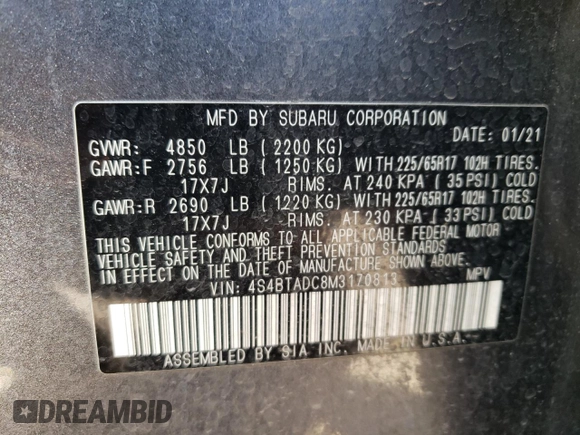 MFD BY SUBARU CORPORATION
DATE: 01/21
GVWR: 4850 LB (2200 KG)
GAWR:F 2756 LB (1250 KG) WITH 225/65R17 102H TIRES.
17X7J RIMS. AT 240 KPA (35 PSI) COLD
GAWR:R 2690 LB (1220 KG) WITH 225/65R17 102H TIRES.
17X7J RIMS. AT 230 KPA (33 PSI) COLD
THIS VEHICLE CONFORMS TO ALL APPLICABLE FEDERAL MOTOR
VEHICLE SAFETY AND THEFT PREVENTION STANDARDS
IN EFFECT ON THE DATE OF MANUFACTURE SHOWN ABOVE.
VIN: 4S4BTADC8M3170813 MPV
ASSEMBLED BY SIA INC. MADE IN U.S.A.
DREAMBID